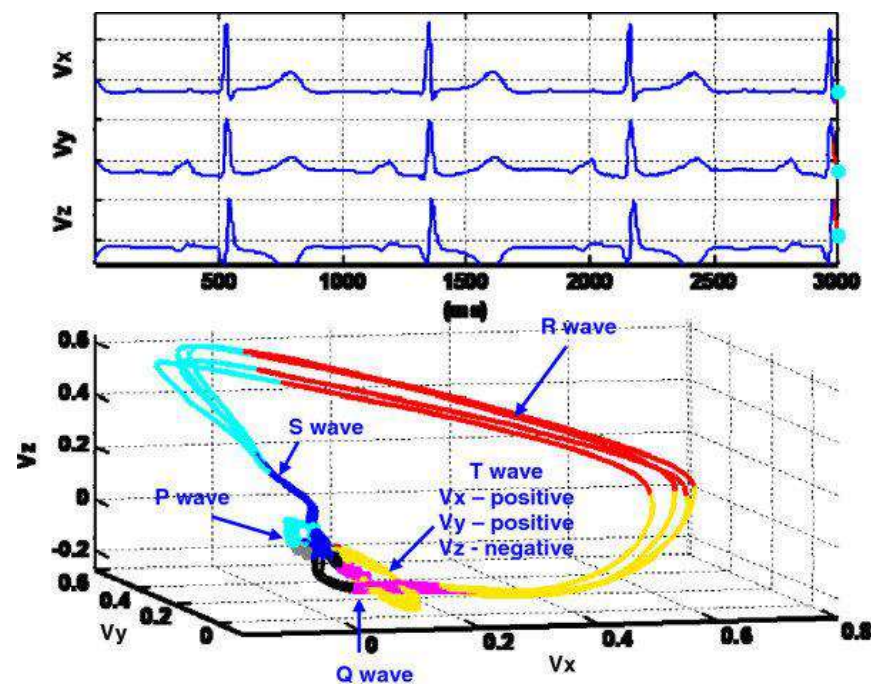 Vx
Vy
Vz
500 1000 1500 2000 2500 3000
(ms)
R wave
0.6
0.4
0.2
0
-0.2
Vz
S wave
P wave
T wave
Vx – positive
Vy – positive
Vz - negative
0.6
0.4
0.2
0
Vy
0 0.2 0.4 0.6 0.8
Vx
Q wave